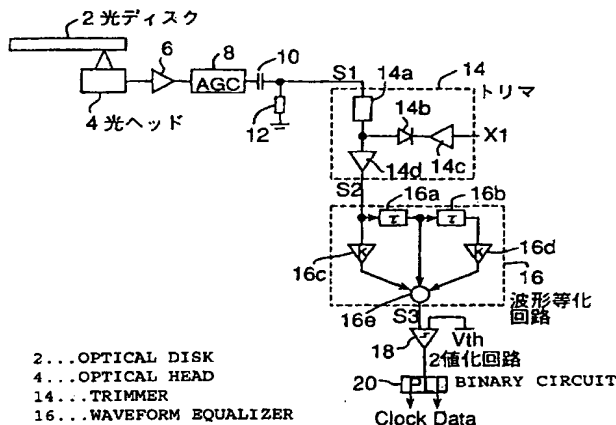 2 光ディスク
6
8
10
AGC
S1
14a
14
トリマ
4 光ヘッド
12
14b
X1
14c
14d
S2
16a
16b
τ
τ
K
K
16c
16d
16
16e
波形等化
回路
S3
18
Vth
2値化回路
20
BINARY CIRCUIT
Clock Data
2...OPTICAL DISK
4...OPTICAL HEAD
14...TRIMMER
16...WAVEFORM EQUALIZER